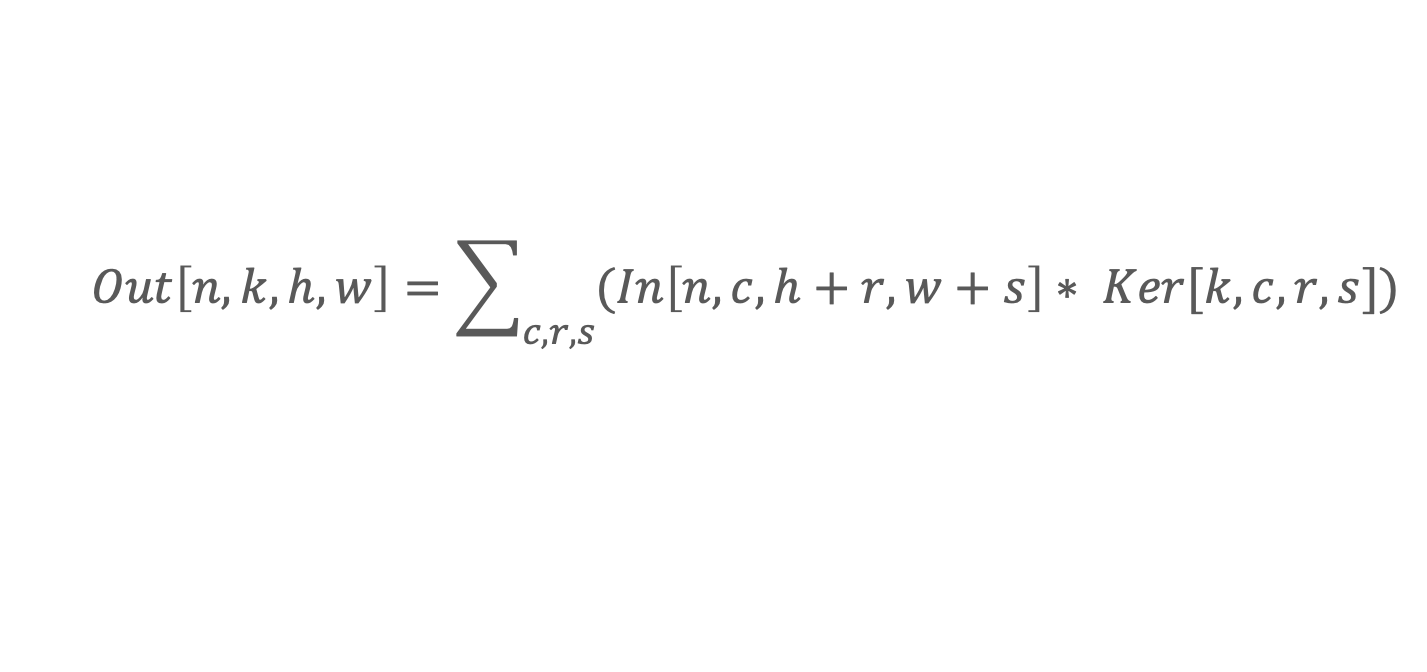 Out[n, k, h, w] = ∑c,r,s (In[n, c, h + r, w + s] ∗ Ker[k, c, r, s])